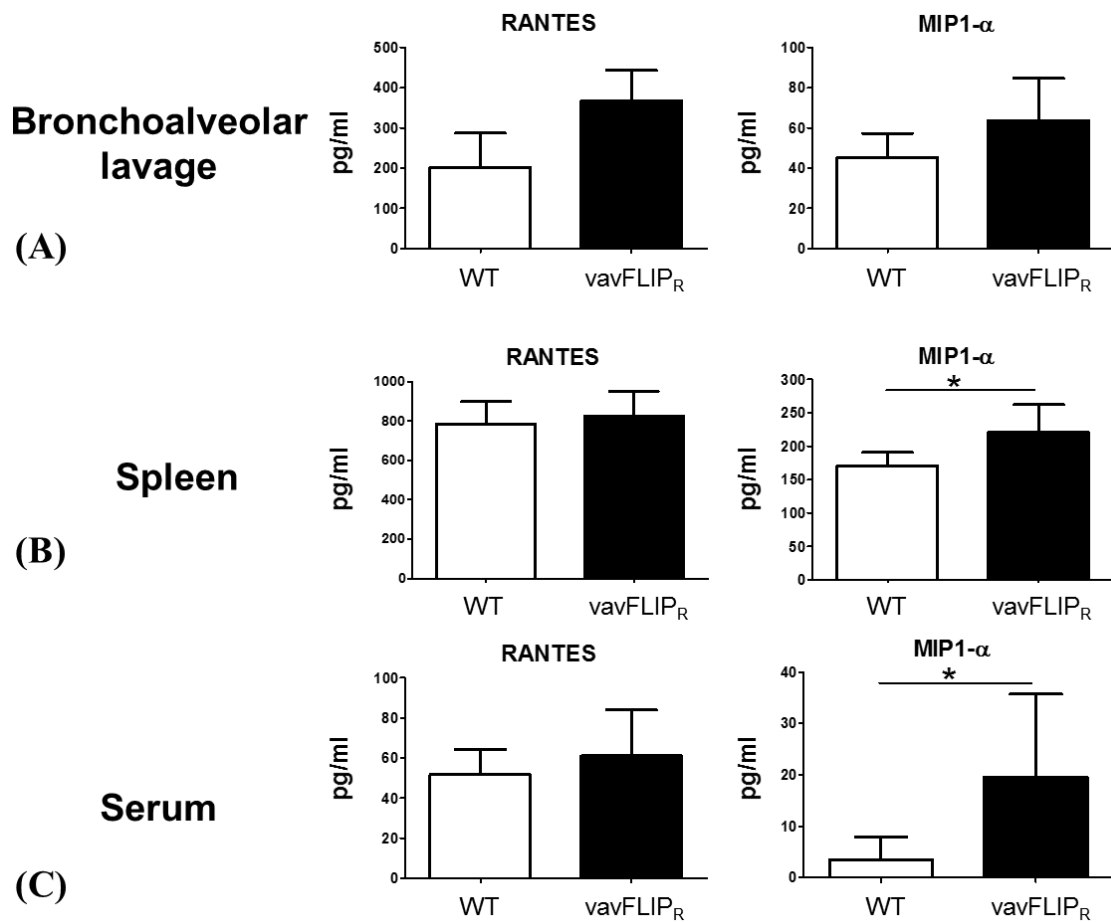 RANTES
MIP1-α
Bronchoalveolar
lavage
(A)
pg/ml
500
400
300
200
100
0
WT
vavFLIPR
pg/ml
100
80
60
40
20
0
WT
vavFLIPR
RANTES
MIP1-α
Spleen
(B)
pg/ml
1000
800
600
400
200
0
WT
vavFLIPR
pg/ml
300
250
200
150
100
50
0
*
WT
vavFLIPR
RANTES
MIP1-α
Serum
(C)
pg/ml
100
80
60
40
20
0
WT
vavFLIPR
pg/ml
40
30
20
10
0
*
WT
vavFLIPR